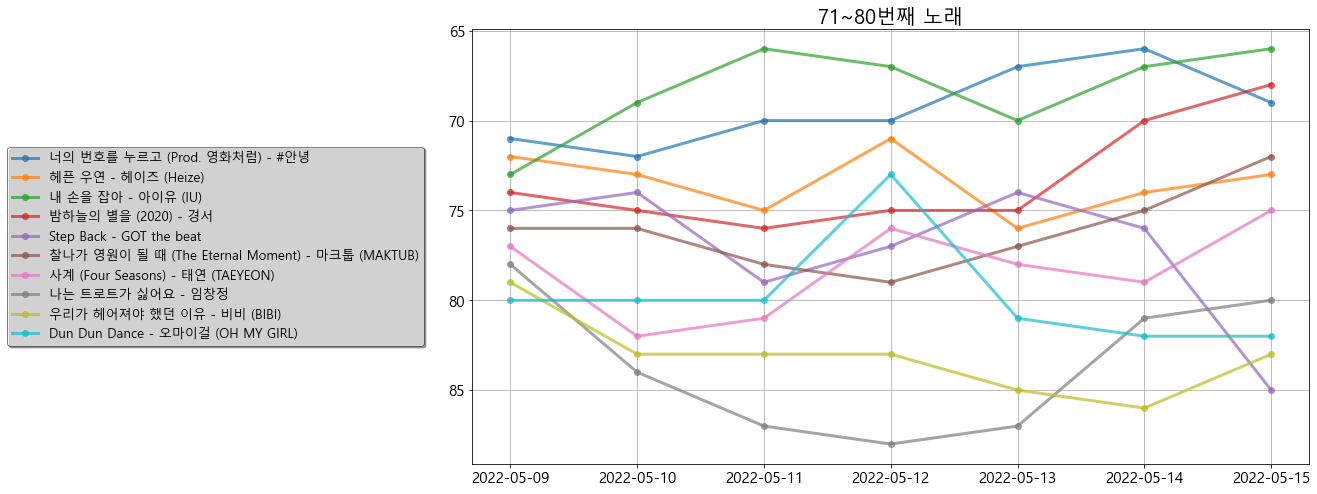 71~80번째 노래
너의 번호를 누르고 (Prod. 영화처럼) - #안녕
헤픈 우연 - 헤이즈 (Heize)
내 손을 잡아 - 아이유 (IU)
밤하늘의 별을 (2020) - 경서
Step Back - GOT the beat
찰나가 영원이 될 때 (The Eternal Moment) - 마크툽 (MAKTUB)
사계 (Four Seasons) - 태연 (TAEYEON)
나는 트로트가 싫어요 - 임창정
우리가 헤어져야 했던 이유 - 비비 (BIBI)
Dun Dun Dance - 오마이걸 (OH MY GIRL)
65
70
75
80
85
2022-05-09 2022-05-10 2022-05-11 2022-05-12 2022-05-13 2022-05-14 2022-05-15